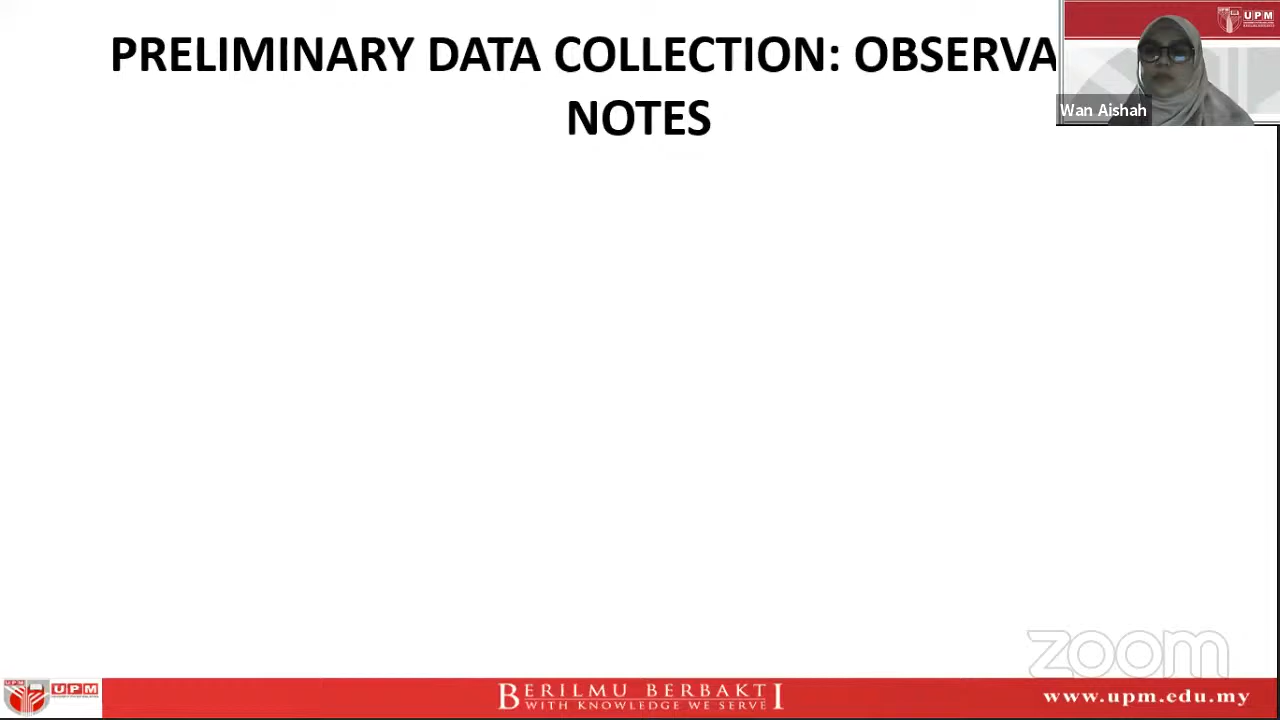 PRELIMINARY DATA COLLECTION: OBSERVA
NOTES
UPM
Wan Aishah
zoom
UPM
BERILMU BERBAKTI
WITH KNOWLEDGE WE SERVE
www.upm.edu.my